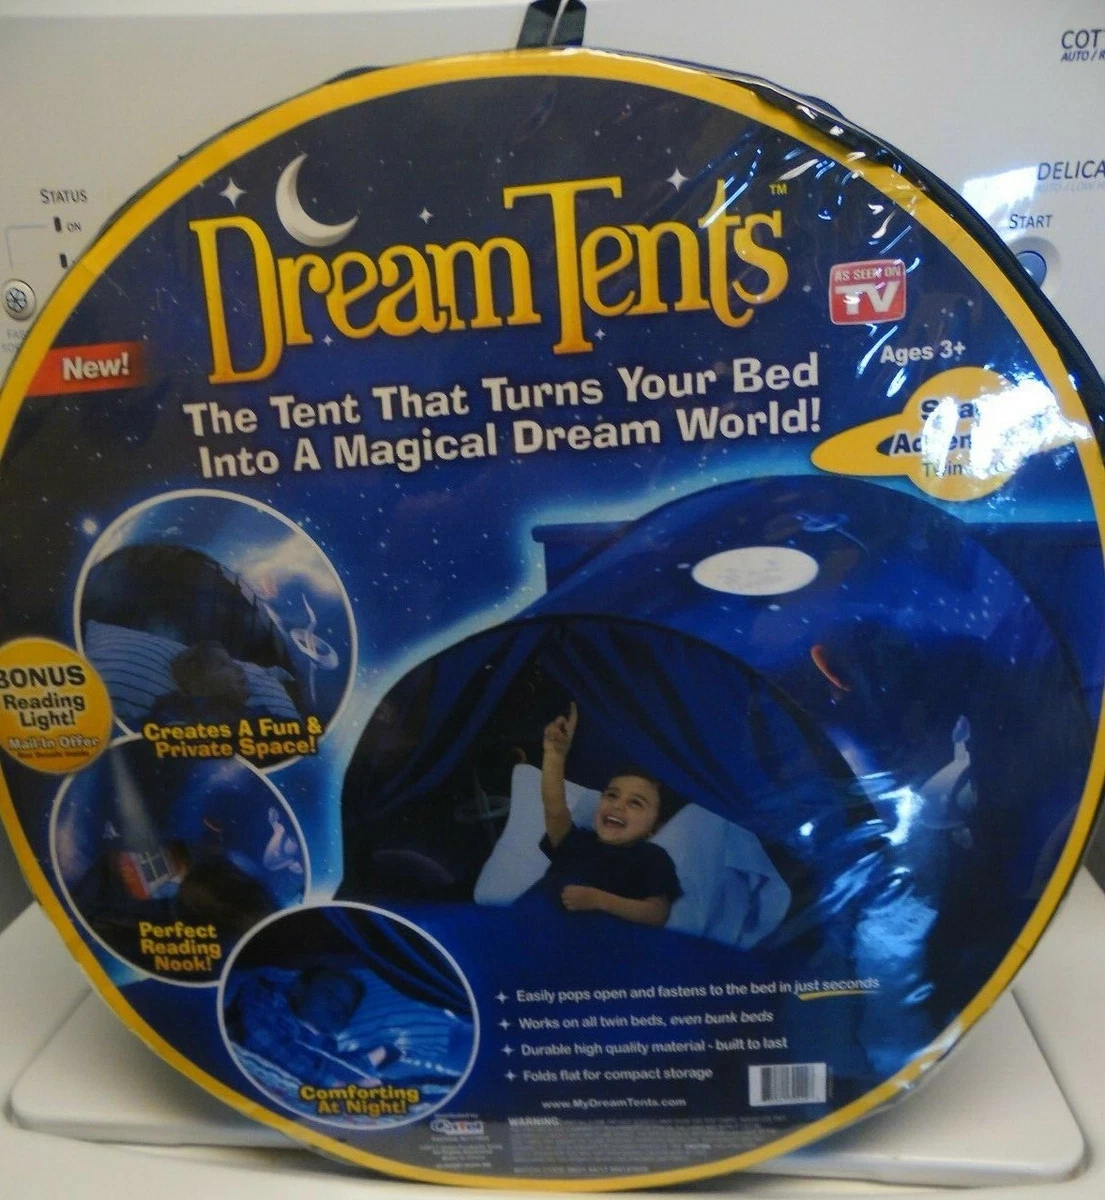 COT
AUTO / R
DELICA
START
STATUS
ON
Dream Tents™
AS SEEN ON
TV
New!
Ages 3+
The Tent That Turns Your Bed
Into A Magical Dream World!
BONUS
Reading
Light!
Mail-In Offer
Creates A Fun &
Private Space!
Perfect
Reading
Nook!
Comforting
At Night!
Easily pops open and fastens to the bed in just seconds
Works on all twin beds, even bunk beds
Durable high quality material - built to last
Folds flat for compact storage
www.MyDreamTents.com
WARNING: